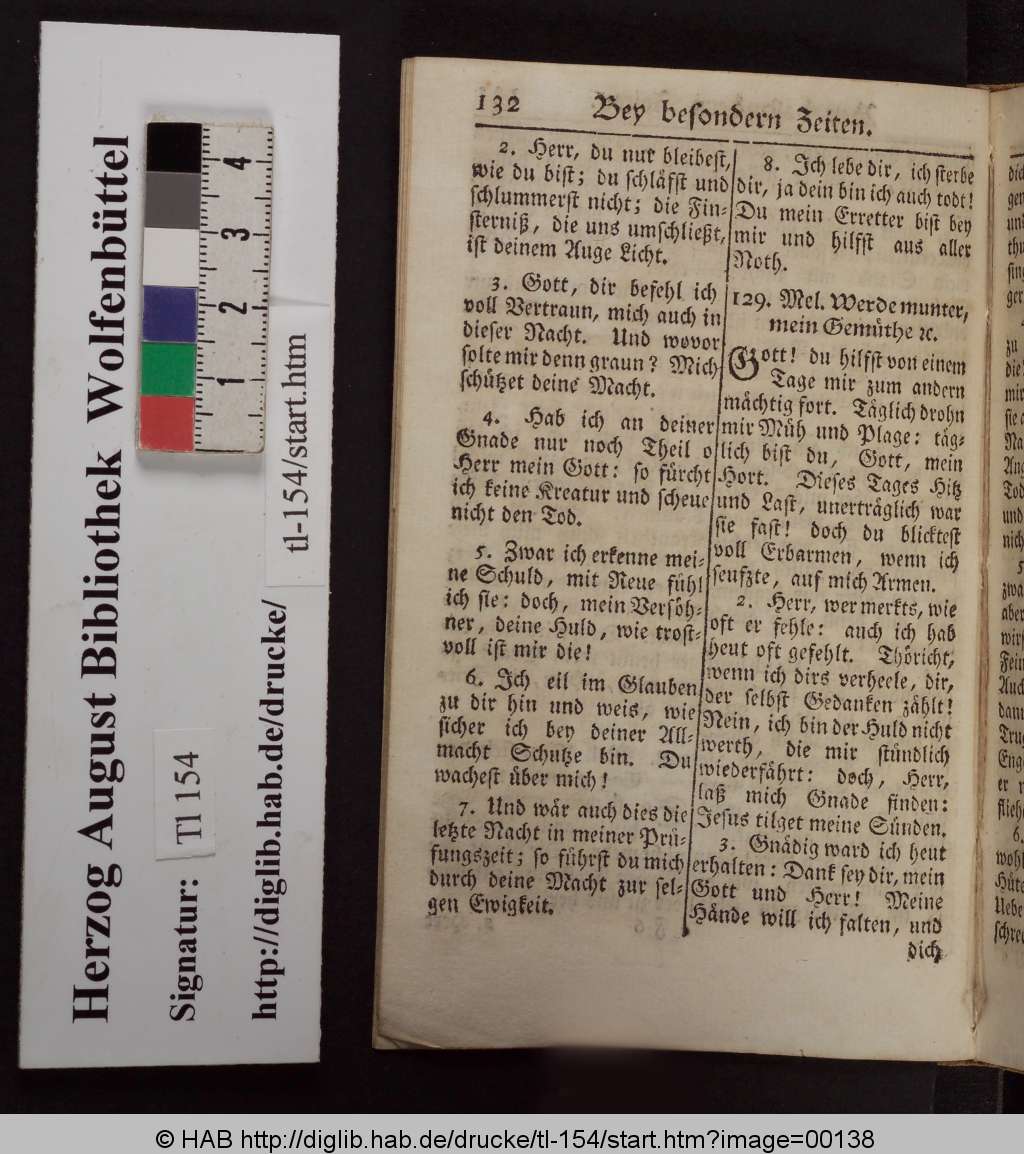 Herzog August Bibliothek Wolfenbüttel
Signatur: Tl 154
http://diglib.hab.de/drucke/ tl-154/start.htm
4
3
2
1
132 Bey besondern Zeiten.
2. Herr, du nur bleibest,
wie du bist; du schläfst und
schlummerst nicht; die Fin-
sterniß, die uns umschließt,
ist deinem Auge Licht.
3. Gott, dir befehl ich
voll Vertraun, mich auch in
dieser Nacht. Und wovor
solte mir denn graun? Mich
schützet deine Macht.
4. Hab ich an deiner
Gnade nur noch Theil o
Herr mein Gott: so fürcht
ich keine Kreatur und scheue
nicht den Tod.
5. Zwar ich erkenne mei-
ne Schuld, mit Reue fühl
ich sie: doch, mein Versöh-
ner, deine Huld, wie trost-
voll ist mir die!
6. Ich eil im Glauben
zu dir hin und weis, wie
sicher ich bey deiner All-
macht Schutze bin. Du
wachest über mich!
7. Und wär auch dies die
letzte Nacht in meiner Prü-
fungszeit; so führst du mich
durch deine Macht zur sel-
gen Ewigkeit.
8. Ich lebe dir, ich sterbe
dir, ja dein bin ich auch todt!
Du mein Erretter bist bey
mir und hilfst aus aller
Noth.
129. Mel. Werde munter,
mein Gemüthe ꝛc.
Gott! du hilfst von einem
Tage mir zum andern
mächtig fort. Täglich drohn
mir Müh und Plage: täg-
lich bist du, Gott, mein
Hort. Dieses Tages Hitz
und Last, unerträglich war
sie fast! doch du blicktest
voll Erbarmen, wenn ich
seufzte, auf mich Armen.
2. Herr, wer merkts, wie
oft er fehle: auch ich hab
heut oft gefehlt. Thöricht,
wenn ich dirs verheele, dir,
der selbst Gedanken zählt!
Nein, ich bin der Huld nicht
werth, die mir stündlich
wiederfährt: doch, Herr,
laß mich Gnade finden:
Jesus tilget meine Sünden.
3. Gnädig ward ich heut
erhalten: Dank sey dir, mein
Gott und Herr! Meine
Hände will ich falten, und
dich
© HAB http://diglib.hab.de/drucke/tl-154/start.htm?image=00138